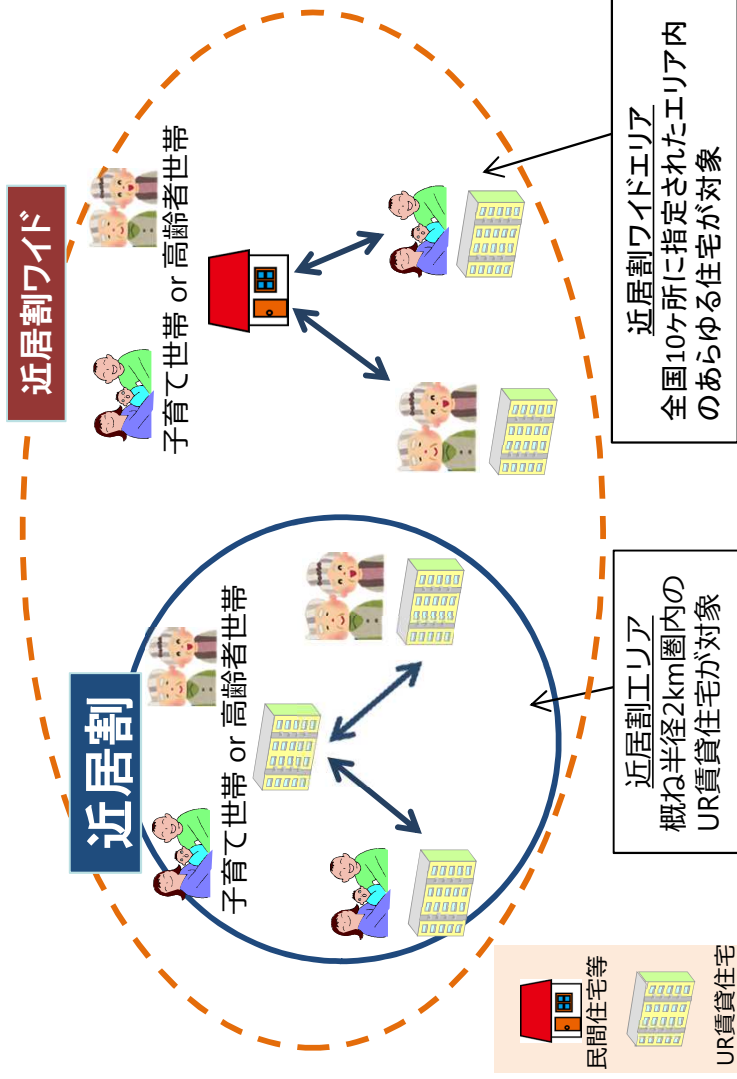 近居割
近居割ワイド
子育て世帯 or 高齢者世帯
子育て世帯 or 高齢者世帯
民間住宅等
UR賃貸住宅
近居割エリア
概ね半径2km圏内の
UR賃貸住宅が対象
近居割ワイドエリア
全国10ヶ所に指定されたエリア内
のあらゆる住宅が対象